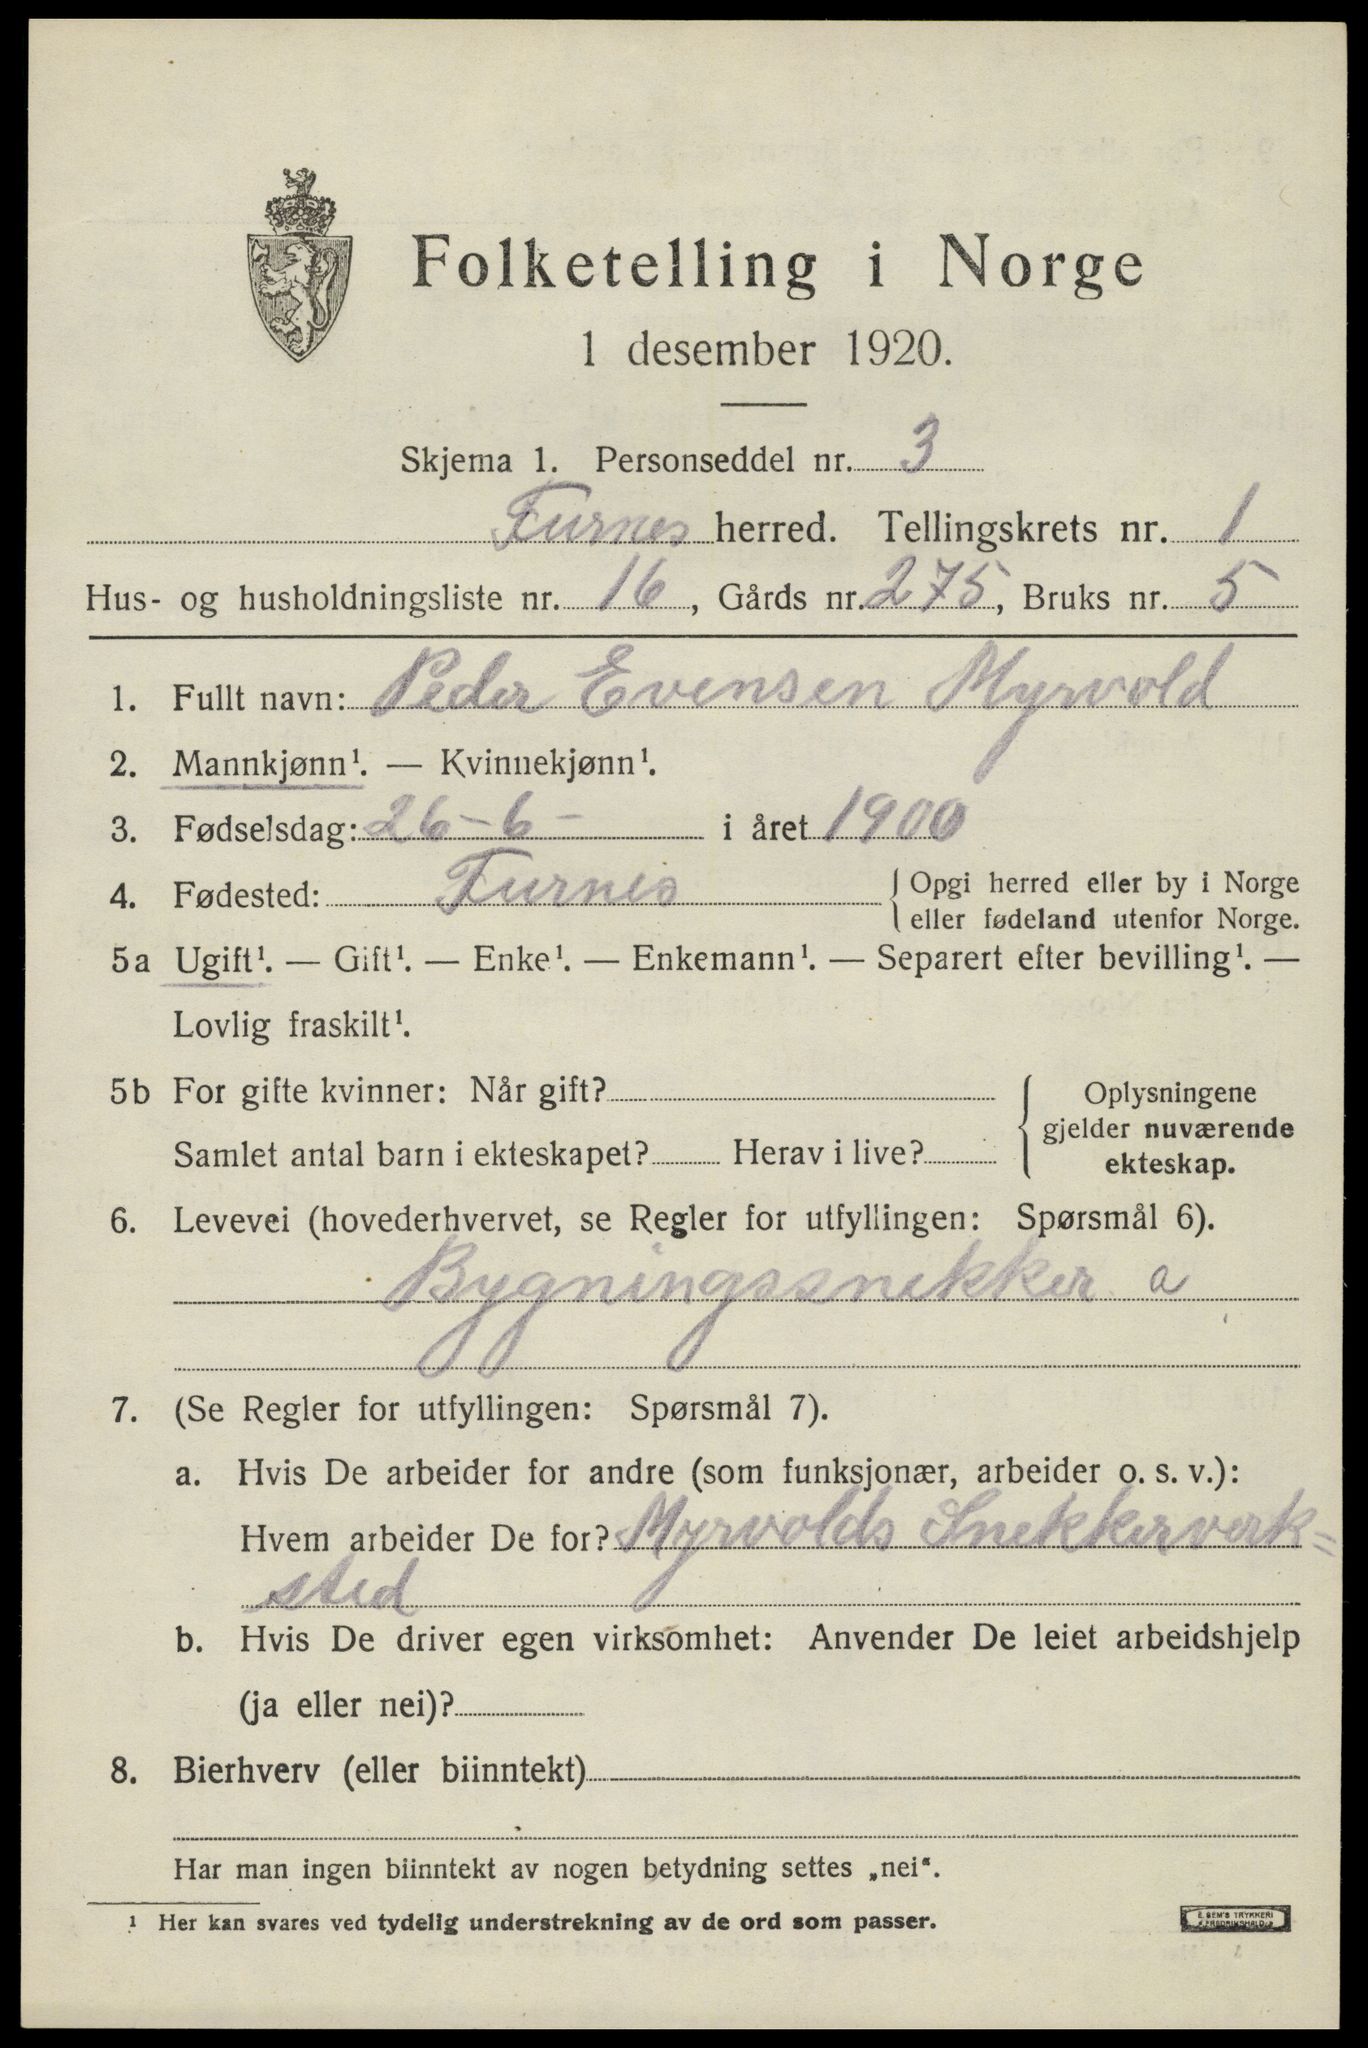 Folketelling i Norge
1 desember 1920.
Skjema 1. Personseddel nr. 3
Furnes herred. Tellingskrets nr. 1
Hus- og husholdningsliste nr. 16, Gårds nr. 275, Bruks nr. 5
1. Fullt navn: Peder Evensen Myrvold
2. Mannkjønn¹. — Kvinnekjønn¹.
3. Fødselsdag: 26-6- i året 1900
4. Fødested: Furnes { Opgi herred eller by i Norge
eller fødeland utenfor Norge.
5a Ugift¹. — Gift¹. — Enke¹. — Enkemann¹. — Separert efter bevilling¹. —
Lovlig fraskilt¹.
5b For gifte kvinner: Når gift? { Oplysningene
gjelder nuværende
Samlet antal barn i ekteskapet? Herav i live? ekteskap.
6. Levevei (hovederhvervet, se Regler for utfyllingen: Spørsmål 6).
Bygningssnekker a
7. (Se Regler for utfyllingen: Spørsmål 7).
a. Hvis De arbeider for andre (som funksjonær, arbeider o. s. v.):
Hvem arbeider De for? Myrvolds Snekkerverk=
sted
b. Hvis De driver egen virksomhet: Anvender De leiet arbeidshjelp
(ja eller nei)?
8. Bierhverv (eller biinntekt)
Har man ingen biinntekt av nogen betydning settes „nei“.
¹ Her kan svares ved tydelig understrekning av de ord som passer.
E. SEM'S TRYKKERI
FREDRIKSHALD